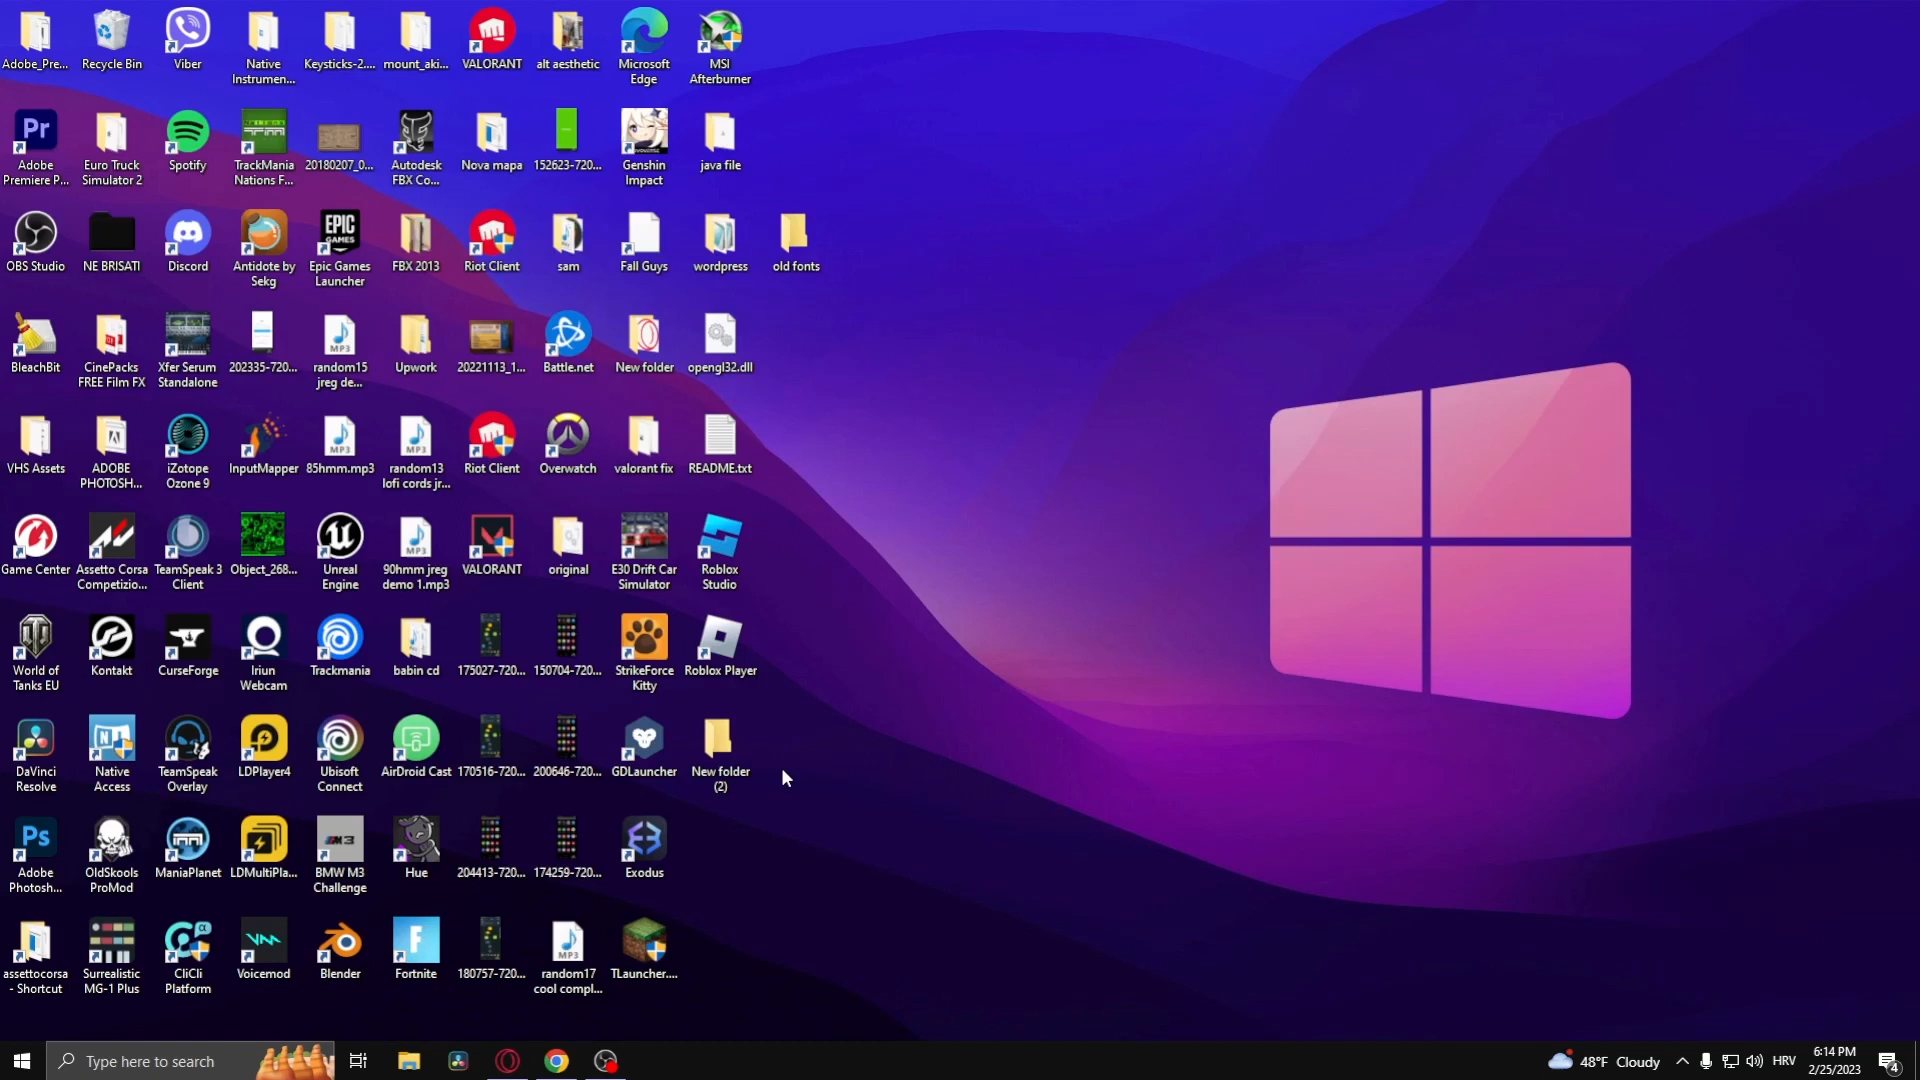 Adobe_Pre...
Recycle Bin
Viber
Native
Instrumen...
Keysticks-2....
mount_aki...
VALORANT
alt aesthetic
Microsoft
Edge
MSI
Afterburner
Pr
Adobe
Premiere P...
Euro Truck
Simulator 2
Spotify
TrackMania
Nations F...
20180207_0...
Autodesk
FBX Co...
Nova mapa
152623-720...
Genshin
Impact
java file
OBS Studio
NE BRISATI
Discord
Antidote by
Sekg
EPIC
GAMES
Epic Games
Launcher
FBX 2013
Riot Client
sam
Fall Guys
wordpress
old fonts
BleachBit
CinePacks
FREE Film FX
Xfer Serum
Standalone
202335-720...
MP3
random15
jreg de...
Upwork
20221113_1...
Battle.net
New folder
opengl32.dll
VHS Assets
ADOBE
PHOTOSH...
iZotope
Ozone 9
InputMapper
MP3
85hmm.mp3
MP3
random13
lofi cords jr...
Riot Client
Overwatch
valorant fix
README.txt
Game Center
Assetto Corsa
Competizio...
TeamSpeak 3
Client
Object_268...
Unreal
Engine
MP3
90hmm jreg
demo 1.mp3
VALORANT
original
E30 Drift Car
Simulator
Roblox
Studio
World of
Tanks EU
Kontakt
CurseForge
Iriun
Webcam
Trackmania
babin cd
175027-720...
150704-720...
StrikeForce
Kitty
Roblox Player
DaVinci
Resolve
Native
Access
TeamSpeak
Overlay
LDPlayer4
Ubisoft
Connect
AirDroid Cast
170516-720...
200646-720...
GDLauncher
New folder
(2)
Ps
Adobe
Photosh...
OldSkools
ProMod
ManiaPlanet
LDMultiPla...
BMW M3
Challenge
Hue
204413-720...
174259-720...
Exodus
assettocorsa
- Shortcut
Surrealistic
MG-1 Plus
CliCli
Platform
Voicemod
Blender
Fortnite
180757-720...
MP3
random17
cool compl...
TLauncher....
Type here to search
48°F Cloudy
HRV
6:14 PM
2/25/2023
4